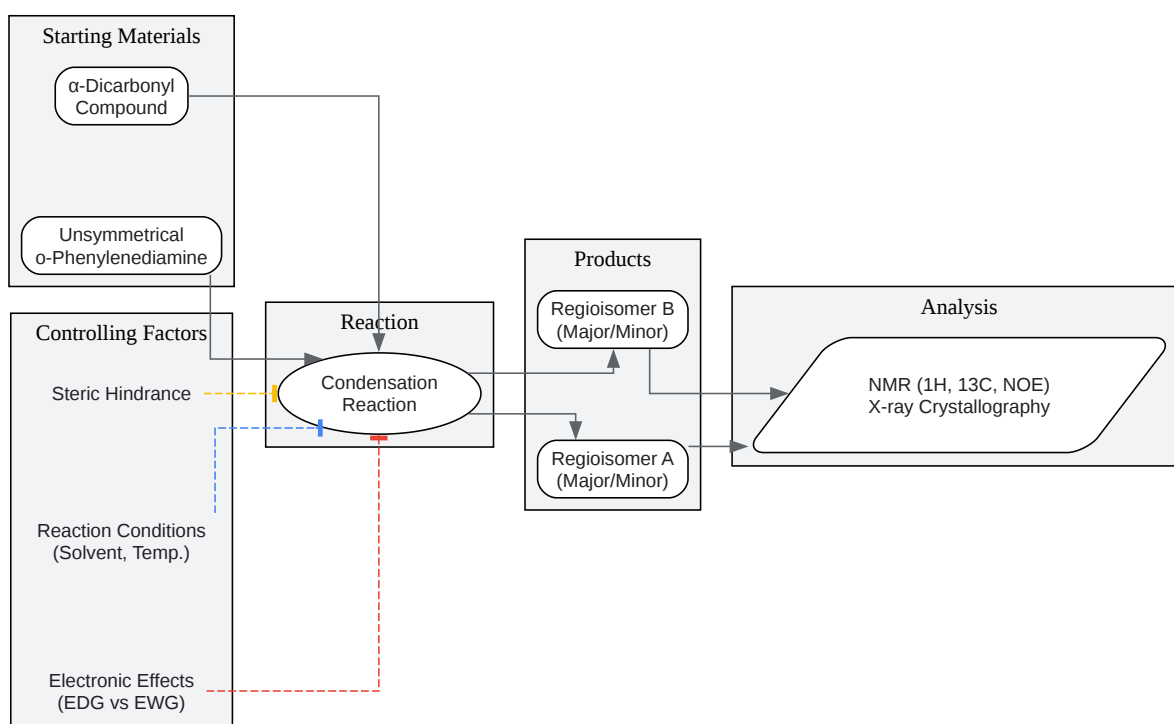 Starting Materials
α-Dicarbonyl
Compound
Unsymmetrical
o-Phenylenediamine
Controlling Factors
Steric Hindrance
Reaction Conditions
(Solvent, Temp.)
Electronic Effects
(EDG vs EWG)
Reaction
Condensation
Reaction
Products
Regioisomer B
(Major/Minor)
Regioisomer A
(Major/Minor)
Analysis
NMR (1H, 13C, NOE)
X-ray Crystallography